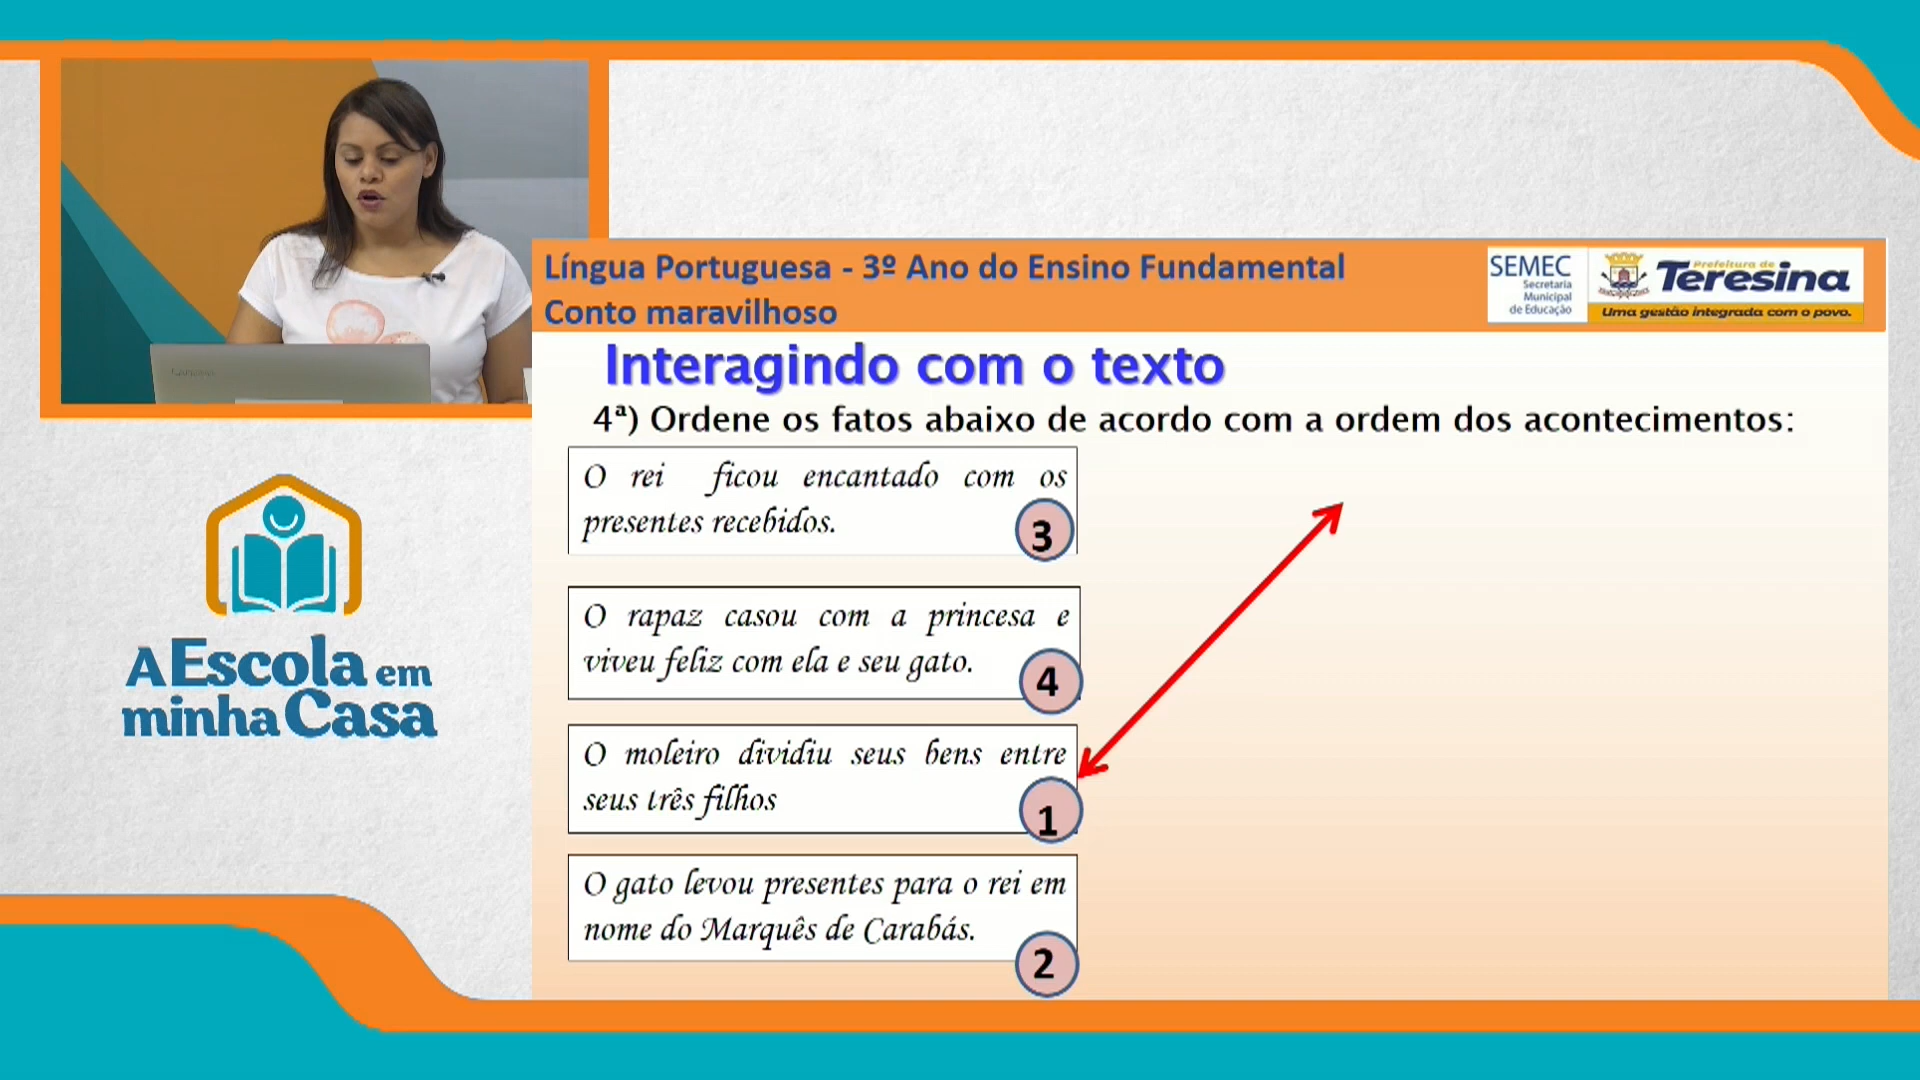 Língua Portuguesa - 3º Ano do Ensino Fundamental
Conto maravilhoso
SEMEC
Secretaria
Municipal
de Educação
Prefeitura de
Teresina
Uma gestão integrada com o povo.
Interagindo com o texto
4ª) Ordene os fatos abaixo de acordo com a ordem dos acontecimentos:
O rei ficou encantado com os
presentes recebidos.
3
O rapaz casou com a princesa e
viveu feliz com ela e seu gato.
4
O moleiro dividiu seus bens entre
seus três filhos
1
O gato levou presentes para o rei em
nome do Marquês de Carabás.
2
A Escola em
minha Casa
Lenovo